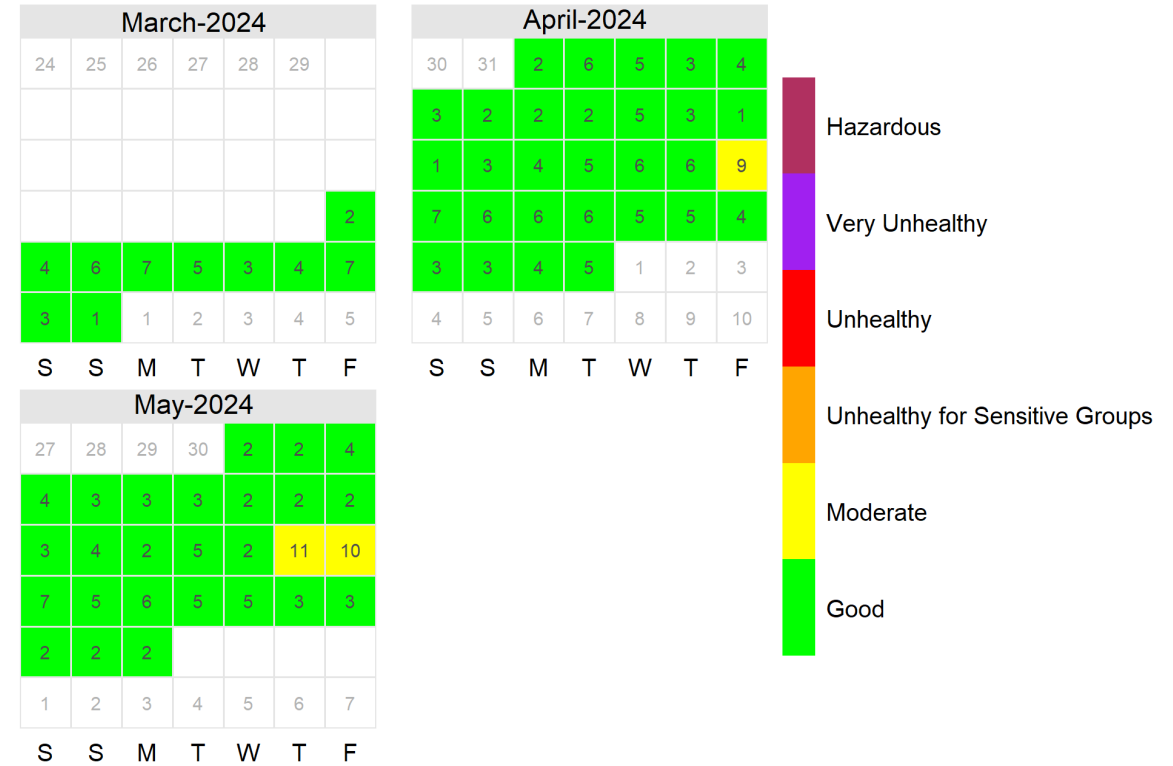 March-2024
24 25 26 27 28 29
2
4 6 7 5 3 4 7
3 1 1 2 3 4 5
S S M T W T F
April-2024
30 31 2 6 5 3 4
3 2 2 2 5 3 1
1 3 4 5 6 6 9
7 6 6 6 5 5 4
3 3 4 5 1 2 3
4 5 6 7 8 9 10
S S M T W T F
May-2024
27 28 29 30 2 2 4
4 3 3 3 2 2 2
3 4 2 5 2 11 10
7 5 6 5 5 3 3
2 2 2
1 2 3 4 5 6 7
S S M T W T F
Hazardous
Very Unhealthy
Unhealthy
Unhealthy for Sensitive Groups
Moderate
Good